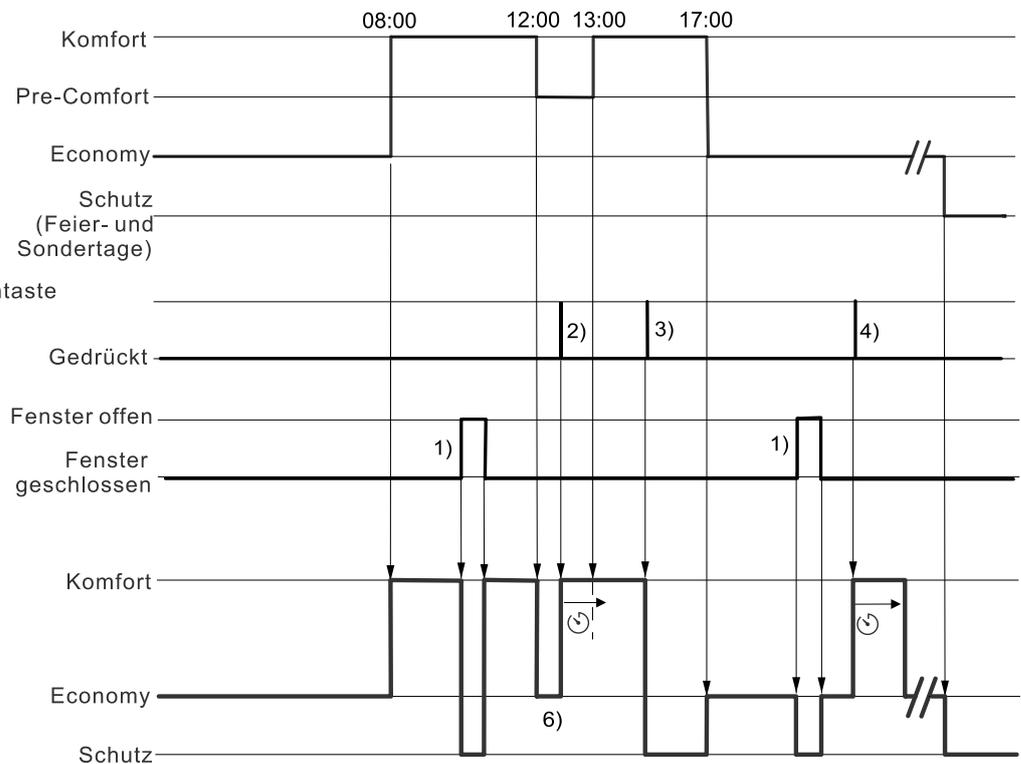 08:00 12:00 13:00 17:00
Komfort
Pre-Comfort
Economy
Schutz
(Feier- und
Sondertage)
ntaste
2) 3) 4)
Gedrückt
Fenster offen
1) 1)
Fenster
geschlossen
Komfort
Economy
6)
Schutz